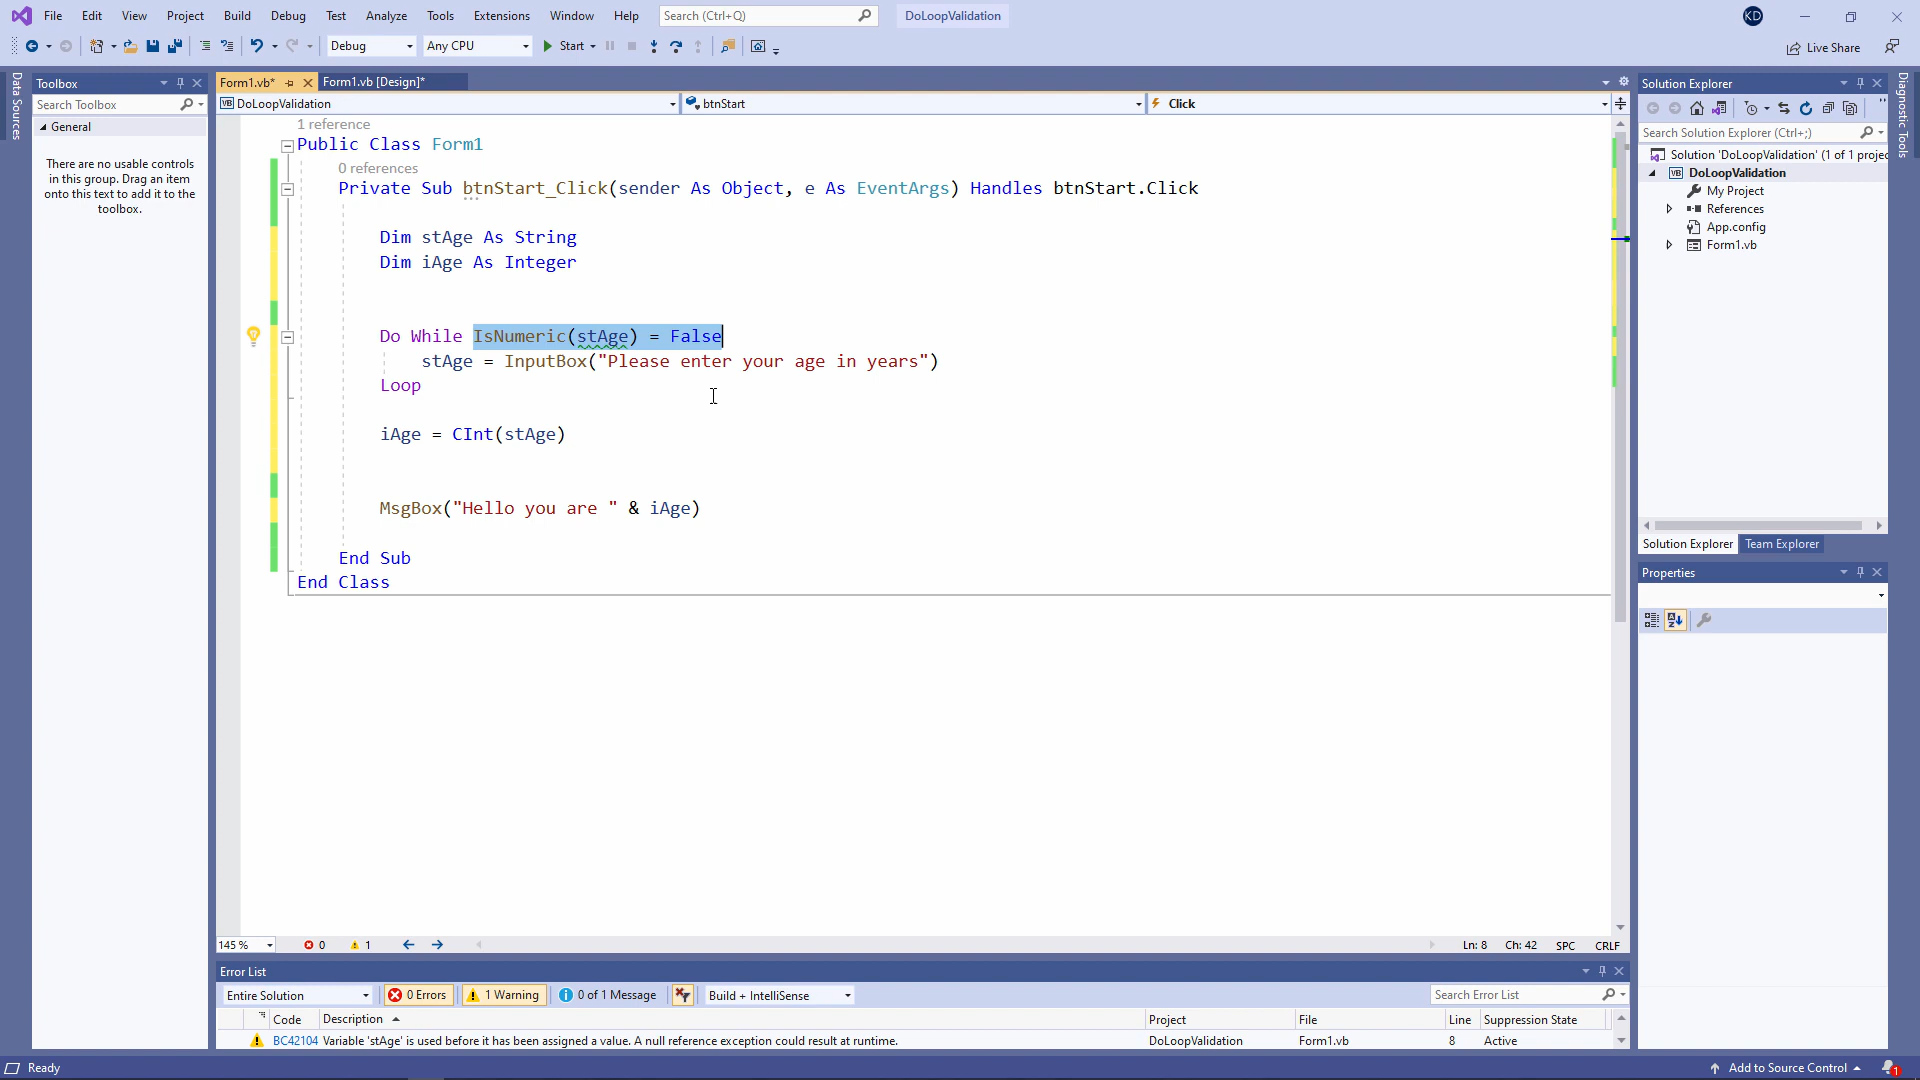 File Edit View Project Build Debug Test Analyze Tools Extensions Window Help Search (Ctrl+Q) DoLoopValidation KD
Debug Any CPU Start Live Share
Data Sources
Toolbox
Search Toolbox
General
There are no usable controls
in this group. Drag an item
onto this text to add it to the
toolbox.
Form1.vb* Form1.vb [Design]*
VB DoLoopValidation btnStart Click
1 reference
Public Class Form1
0 references
Private Sub btnStart_Click(sender As Object, e As EventArgs) Handles btnStart.Click
Dim stAge As String
Dim iAge As Integer
Do While IsNumeric(stAge) = False
stAge = InputBox("Please enter your age in years")
Loop
iAge = CInt(stAge)
MsgBox("Hello you are " & iAge)
End Sub
End Class
145 % 0 1 Ln: 8 Ch: 42 SPC CRLF
Solution Explorer
Search Solution Explorer (Ctrl+;)
Solution 'DoLoopValidation' (1 of 1 projec
VB DoLoopValidation
My Project
References
App.config
Form1.vb
Solution Explorer Team Explorer
Properties
Diagnostic Tools
Error List
Entire Solution 0 Errors 1 Warning 0 of 1 Message Build + IntelliSense Search Error List
Code Description Project File Line Suppression State
BC42104 Variable 'stAge' is used before it has been assigned a value. A null reference exception could result at runtime. DoLoopValidation Form1.vb 8 Active
Ready Add to Source Control 1